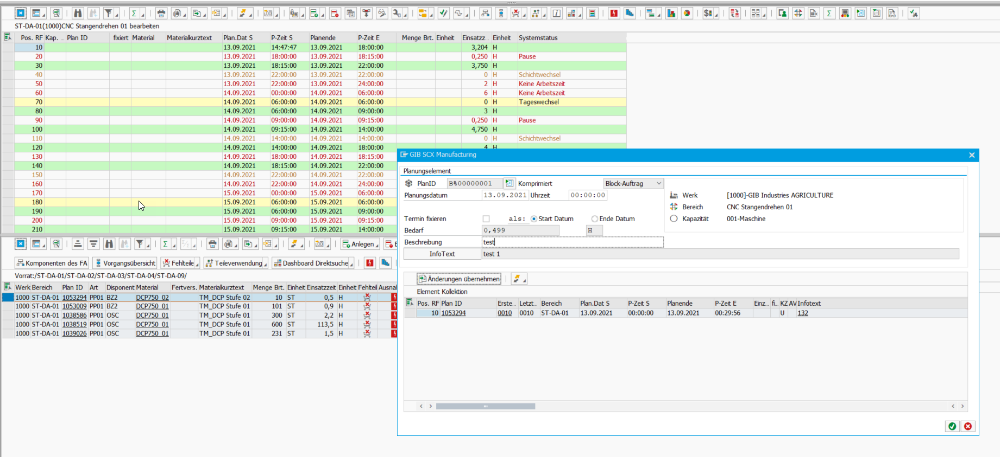 ST-DA-01(1000)CNC Stangendrehen 01 bearbeiten
Pos. RF Kap. ... Plan ID fixiert Material Materialkurztext Plan.Dat S P-Zeit S Planende P-Zeit E Menge Brt. Einheit Einsatzz... Einheit Systemstatus
10 13.09.2021 14:47:47 13.09.2021 18:00:00 3,204 H
20 13.09.2021 18:00:00 13.09.2021 18:15:00 0,250 H Pause
30 13.09.2021 18:15:00 13.09.2021 22:00:00 3,750 H
40 13.09.2021 22:00:00 13.09.2021 22:00:00 0 H Schichtwechsel
50 13.09.2021 22:00:00 13.09.2021 24:00:00 2 H Keine Arbeitszeit
60 14.09.2021 00:00:00 14.09.2021 06:00:00 6 H Keine Arbeitszeit
70 14.09.2021 06:00:00 14.09.2021 06:00:00 0 H Tageswechsel
80 14.09.2021 06:00:00 14.09.2021 09:00:00 3 H
90 14.09.2021 09:00:00 14.09.2021 09:15:00 0,250 H Pause
100 14.09.2021 09:15:00 14.09.2021 14:00:00 4,750 H
110 14.09.2021 14:00:00 14.09.2021 14:00:00 0 H Schichtwechsel
120 14.09.2021 14:00:00 14.09.2021 18:00:00 4 H
130 14.09.2021 18:00:00 14.09.2021 18:15:00
140 14.09.2021 18:15:00 14.09.2021 22:00:00
150 14.09.2021 22:00:00 14.09.2021 22:00:00
160 14.09.2021 22:00:00 14.09.2021 24:00:00
170 15.09.2021 00:00:00 15.09.2021 06:00:00
180 15.09.2021 06:00:00 15.09.2021 06:00:00
190 15.09.2021 06:00:00 15.09.2021 09:00:00
200 15.09.2021 09:00:00 15.09.2021 09:15:00
210 15.09.2021 09:15:00 15.09.2021 14:00:00
Anlegen
Komponenten des FA Vorgangsübersicht Fehlteile Teileverwendung Dashboard Direktsuche
Vorrat:/ST-DA-01/ST-DA-02/ST-DA-03/ST-DA-04/ST-DA-09/
Werk Bereich Plan ID Art Disponent Material Fertvers. Materialkurztext Menge Brt. Einheit Einsatzzeit Einheit Fehlteil Ausnal
1000 ST-DA-01 1053294 PP01 BZ2 DCP750_02 TM_DCP Stufe 02 10 ST 0,5 H
1000 ST-DA-01 1053009 PP01 BZ2 DCP750_01 TM_DCP Stufe 01 101 ST 0,9 H
1000 ST-DA-01 1038586 PP01 OSC DCP750_01 TM_DCP Stufe 01 300 ST 2,2 H
1000 ST-DA-01 1038519 PP01 OSC DCP750_01 TM_DCP Stufe 01 600 ST 113,5 H
1000 ST-DA-01 1039026 PP01 OSC DCP750_01 TM_DCP Stufe 01 231 ST 1,5 H
GIB SCX Manufacturing
Planungselement
PlanID B%00000001 Komprimiert Block-Auftrag
Planungsdatum 13.09.2021 Uhrzeit 00:00:00 Werk [1000]-GIB Industries AGRICULTURE
Bereich CNC Stangendrehen 01
Termin fixieren als: Start Datum Ende Datum Kapazität 001-Maschine
Bedarf 0,499 H
Beschreibung test
InfoText test 1
Änderungen übernehmen
Element Kollektion
Pos. RF Plan ID Erste... Letzt... Bereich Plan.Dat S P-Zeit S Planende P-Zeit E Einz... fi... KZ AV Infotext
10 1053294 0010 0010 ST-DA-01 13.09.2021 00:00:00 13.09.2021 00:29:56 U 132